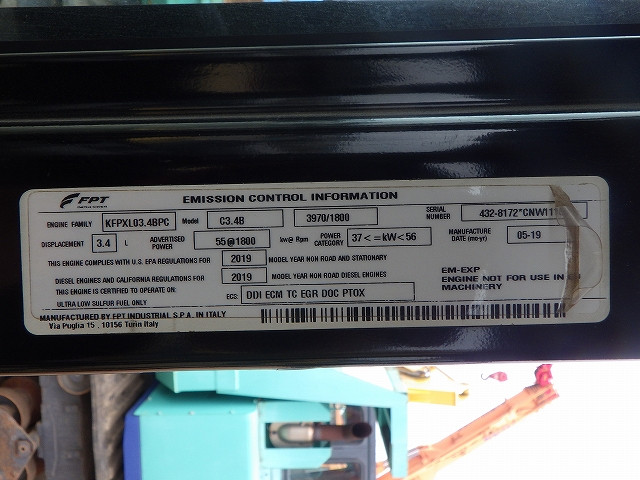 FPT EMISSION CONTROL INFORMATION
ENGINE FAMILY KFPXL03.4BPC Model C3.4B 3970/1800 SERIAL NUMBER 432-8172*CNWI1
DISPLACEMENT 3.4 L ADVERTISED POWER 55@1800 kw@ Rpm POWER CATEGORY 37<=kW<56 MANUFACTURE DATE (mo-yr) 05-19
THIS ENGINE COMPLIES WITH U.S. EPA REGULATIONS FOR 2019 MODEL YEAR NON ROAD AND STATIONARY
DIESEL ENGINES AND CALIFORNIA REGULATIONS FOR 2019 MODEL YEAR NON ROAD DIESEL ENGINES
THIS ENGINE IS CERTIFIED TO OPERATE ON:
ULTRA LOW SULFUR FUEL ONLY
ECS: DDI ECM TC EGR DOC PTOX
EM-EXP
ENGINE NOT FOR USE IN
MACHINERY
MANUFACTURED BY FPT INDUSTRIAL S.P.A. IN ITALY
Via Puglia 15 , 10156 Turin Italy